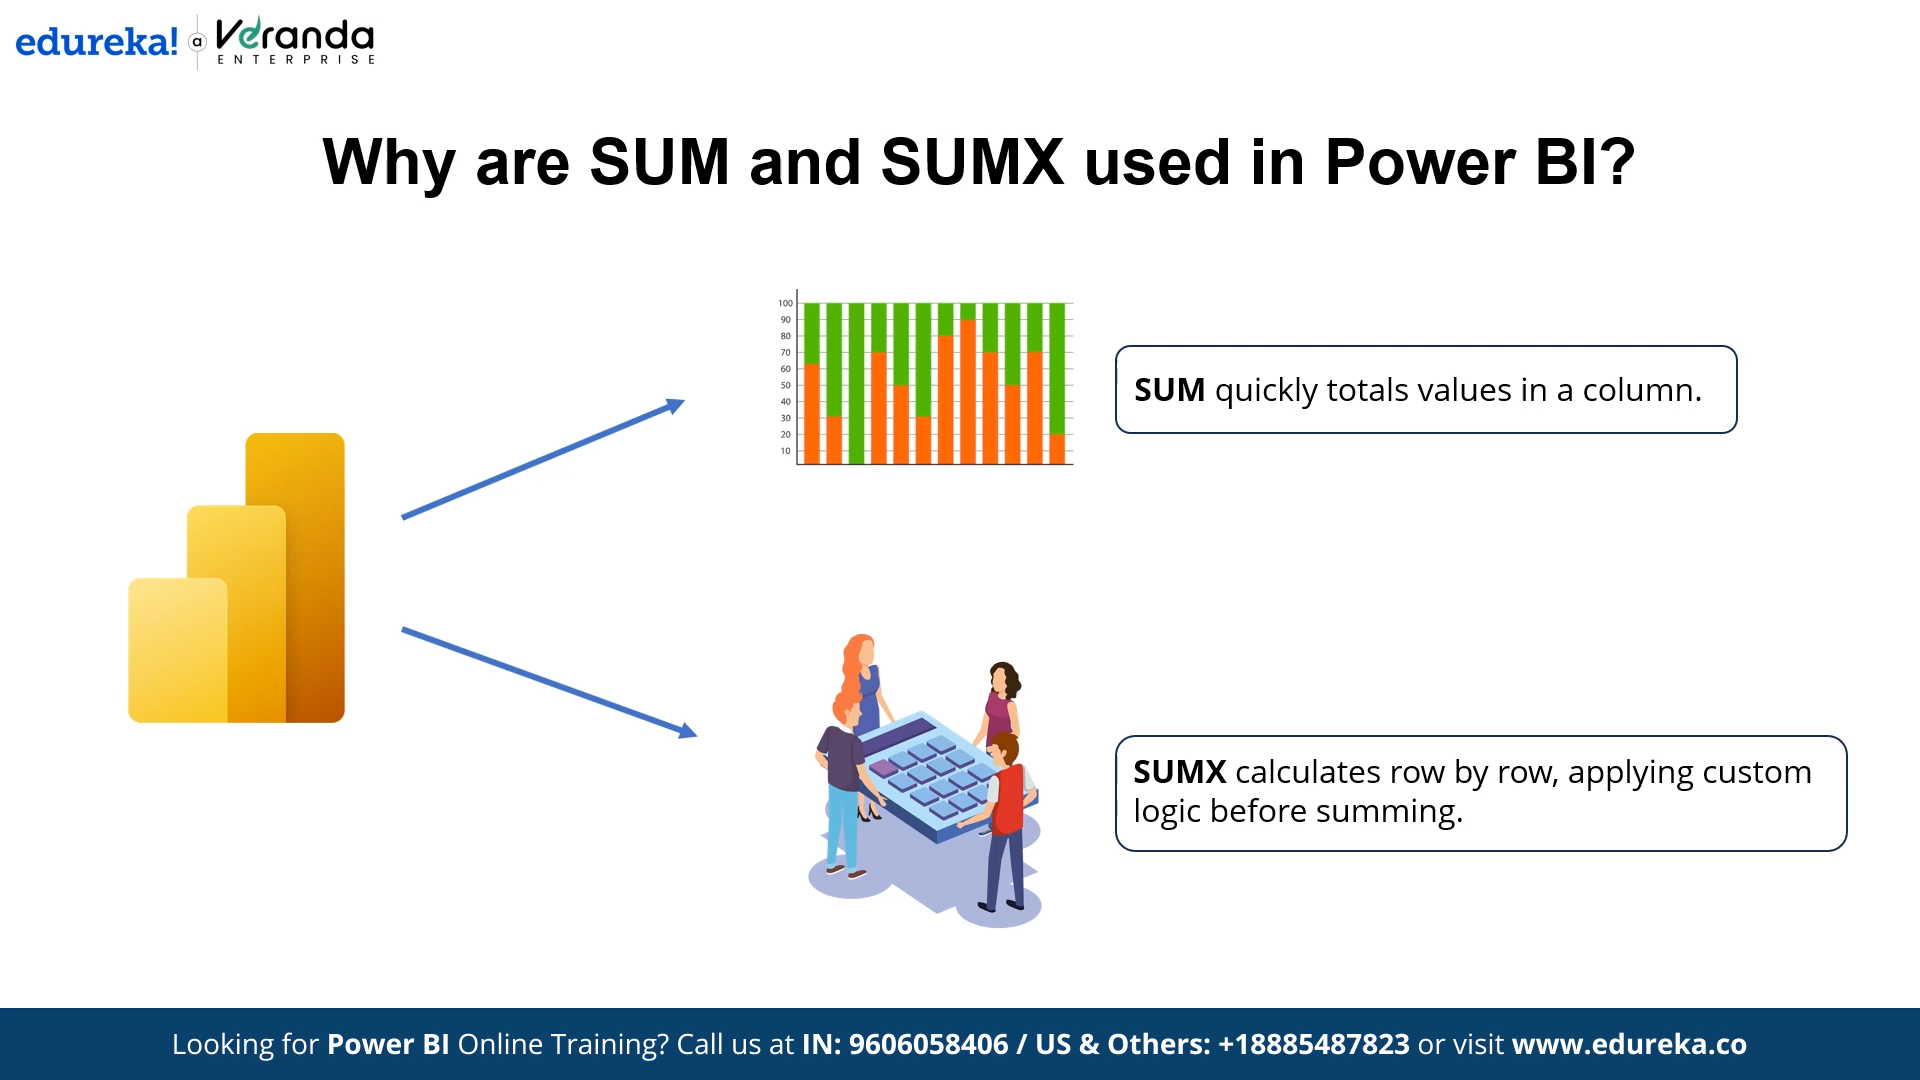 edureka! a Veranda
ENTERPRISE
Why are SUM and SUMX used in Power BI?
100
90
80
70
60
50
40
30
20
10
SUM quickly totals values in a column.
SUMX calculates row by row, applying custom
logic before summing.
Looking for Power BI Online Training? Call us at IN: 9606058406 / US & Others: +18885487823 or visit www.edureka.co